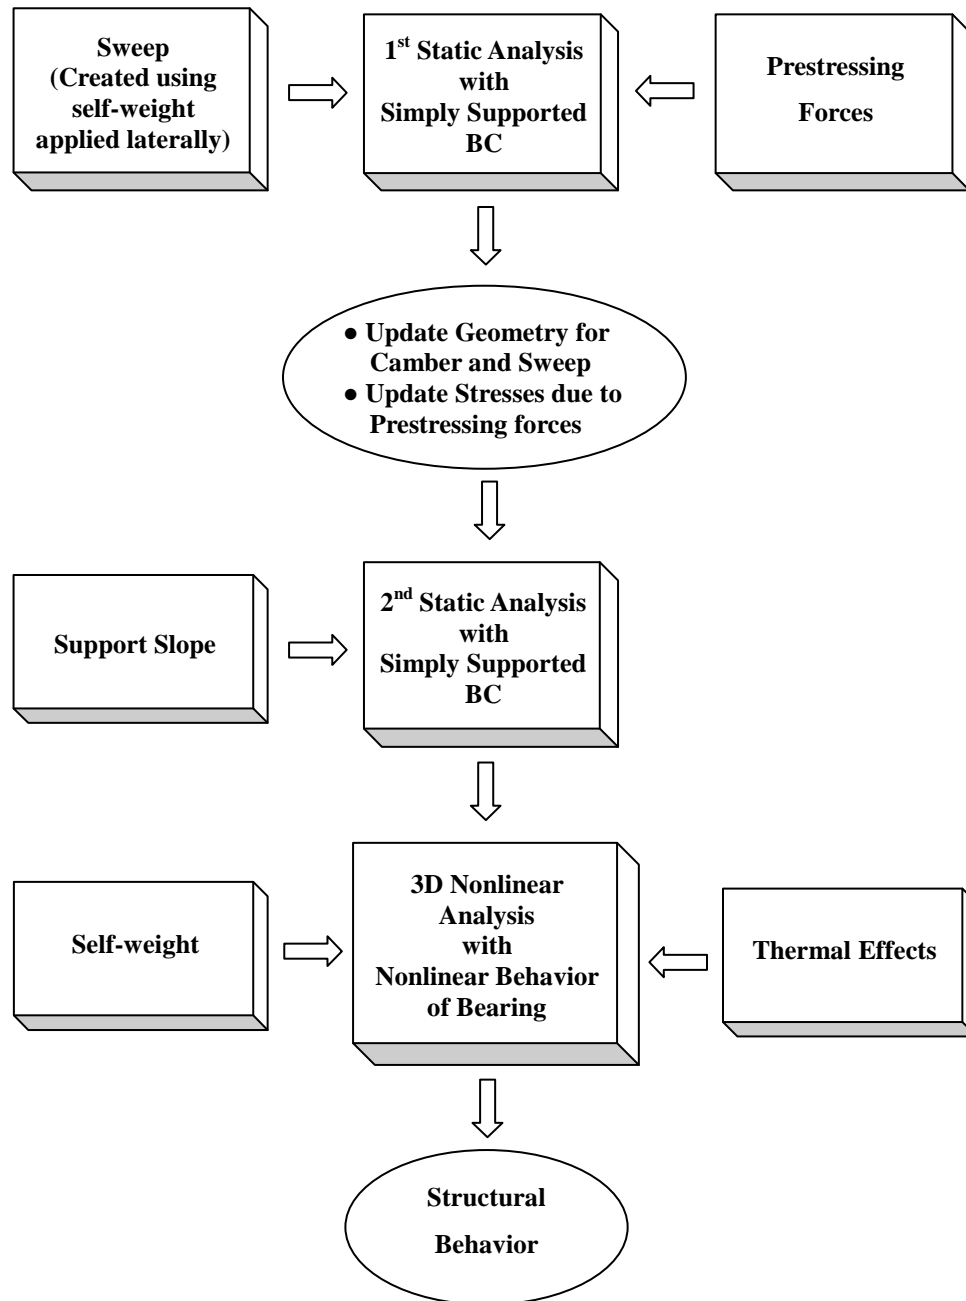 Sweep
(Created using
self-weight
applied laterally)
1st Static Analysis
with
Simply Supported
BC
Prestressing
Forces
● Update Geometry for
Camber and Sweep
● Update Stresses due to
Prestressing forces
Support Slope
2nd Static Analysis
with
Simply Supported
BC
Self-weight
3D Nonlinear
Analysis
with
Nonlinear Behavior
of Bearing
Thermal Effects
Structural
Behavior